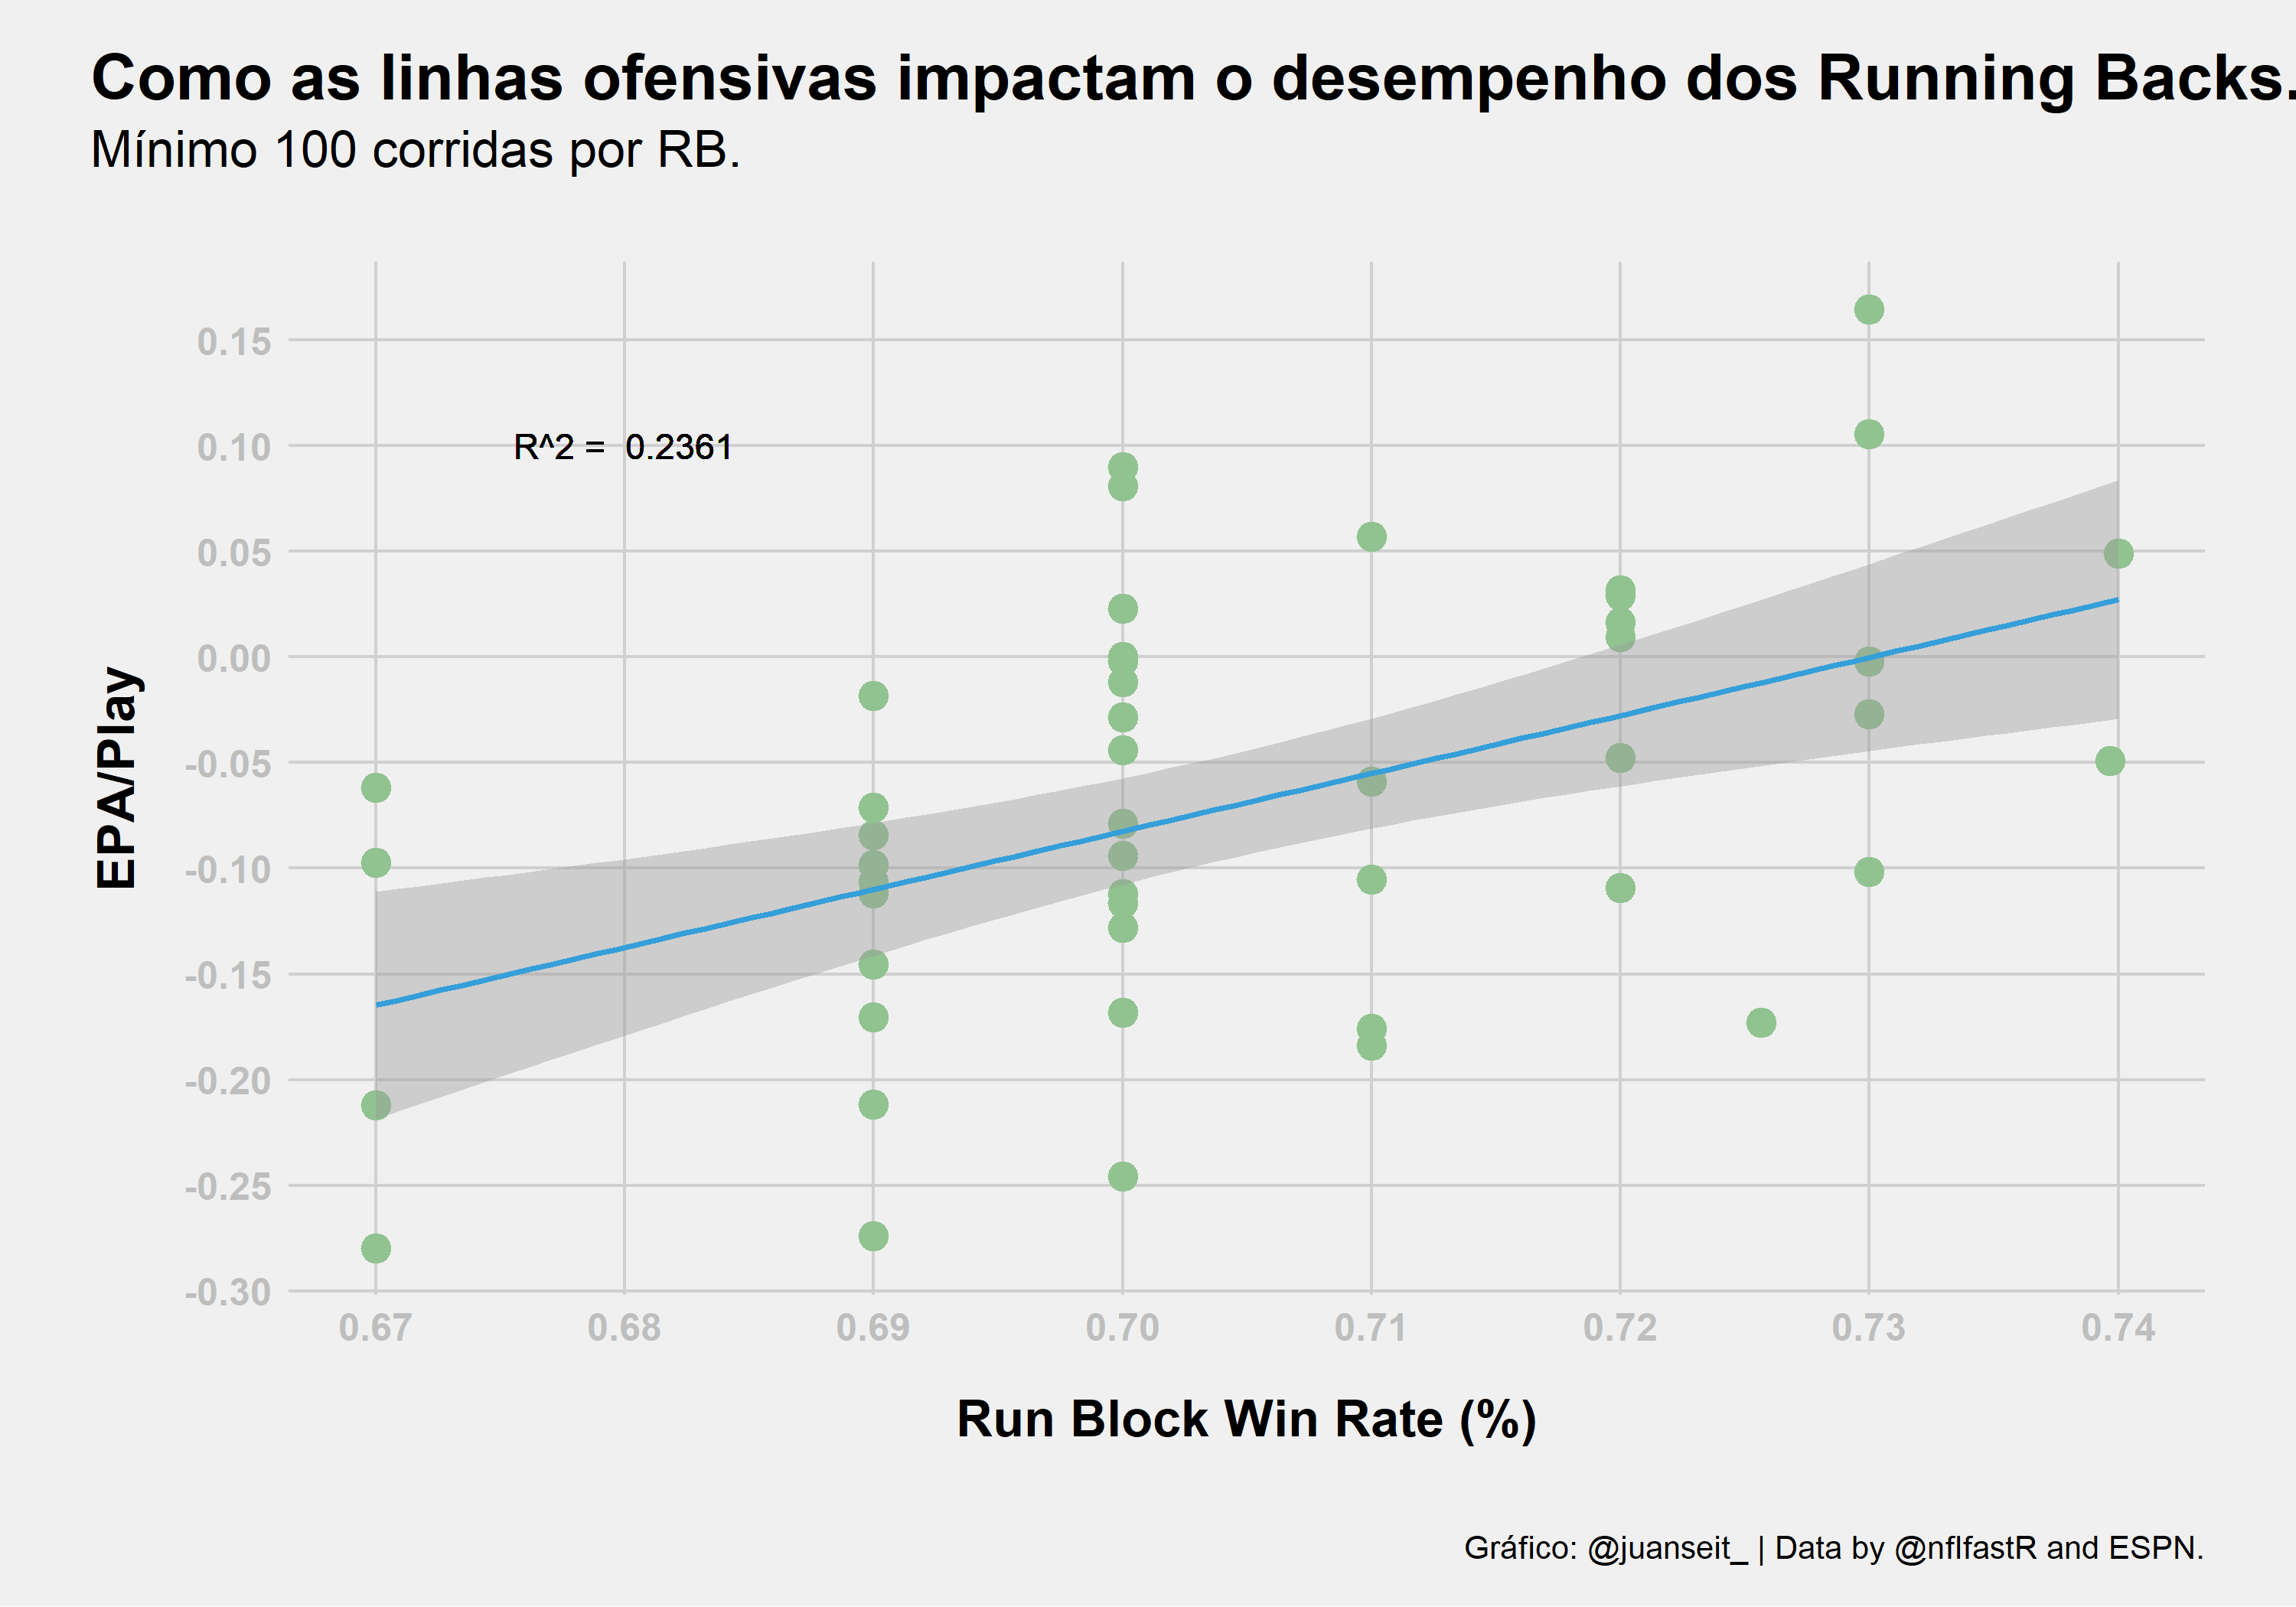 Como as linhas ofensivas impactam o desempenho dos Running Backs.
Mínimo 100 corridas por RB.
0.15
R^2 = 0.2361
0.10
0.05
0.00
-0.05
-0.10
-0.15
-0.20
-0.25
-0.30
EPA/Play
0.67 0.68 0.69 0.70 0.71 0.72 0.73 0.74
Run Block Win Rate (%)
Gráfico: @juanseit_ | Data by @nflfastR and ESPN.